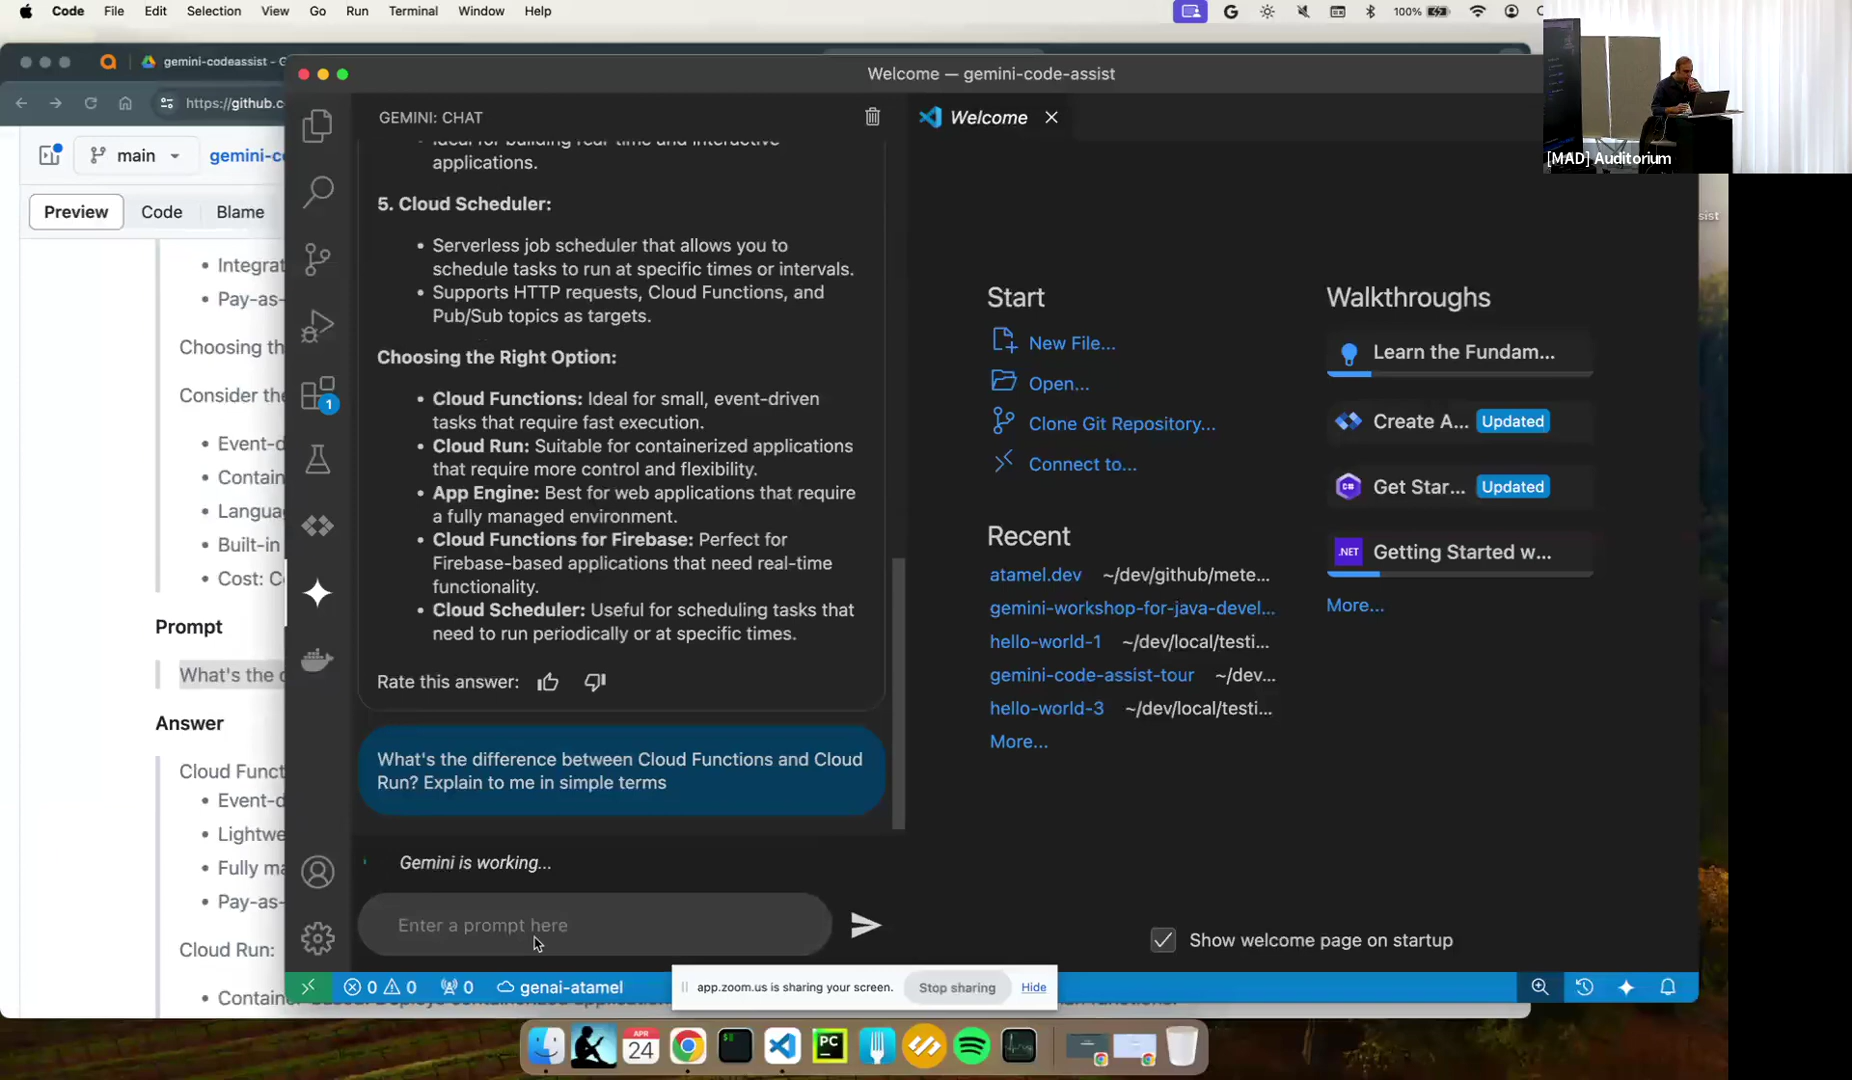 Code File Edit Selection View Go Run Terminal Window Help
100%
[MAD] Auditorium
gemini-codeassist - G
https://github.c
main
gemini-c
Preview Code Blame
Integrat
Pay-as-
Choosing th
Consider the
Event-d
Contain
Langua
Built-in
Cost: C
Prompt
What's the d
Answer
Cloud Funct
Event-d
Lightwe
Fully ma
Pay-as-
Cloud Run:
Welcome — gemini-code-assist
GEMINI: CHAT
applications.
5. Cloud Scheduler:
Serverless job scheduler that allows you to
schedule tasks to run at specific times or intervals.
Supports HTTP requests, Cloud Functions, and
Pub/Sub topics as targets.
Choosing the Right Option:
Cloud Functions: Ideal for small, event-driven
tasks that require fast execution.
Cloud Run: Suitable for containerized applications
that require more control and flexibility.
App Engine: Best for web applications that require
a fully managed environment.
Cloud Functions for Firebase: Perfect for
Firebase-based applications that need real-time
functionality.
Cloud Scheduler: Useful for scheduling tasks that
need to run periodically or at specific times.
Rate this answer:
What's the difference between Cloud Functions and Cloud
Run? Explain to me in simple terms
Gemini is working...
Enter a prompt here
1
Welcome
Start
New File...
Open...
Clone Git Repository...
Connect to...
Recent
atamel.dev ~/dev/github/mete...
gemini-workshop-for-java-devel...
hello-world-1 ~/dev/local/testi...
gemini-code-assist-tour ~/dev...
hello-world-3 ~/dev/local/testi...
More...
Walkthroughs
Learn the Fundam...
Create A... Updated
Get Star... Updated
.NET Getting Started w...
More...
Show welcome page on startup
0 0 0 genai-atamel
app.zoom.us is sharing your screen. Stop sharing Hide
APR
24
PC